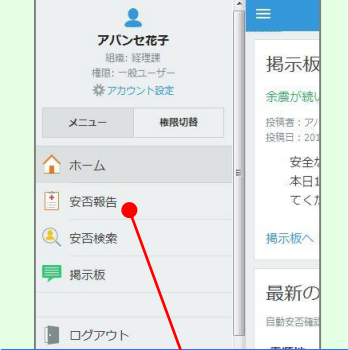 アバンセ花子
組織: 経理課
権限: 一般ユーザー
アカウント設定
メニュー
権限切替
ホーム
安否報告
安否検索
掲示板
ログアウト
掲示板
余震が続い
投稿者：アバ
投稿日：201
安全な
本日1
てくだ
掲示板へ
最新の
自動安否確認